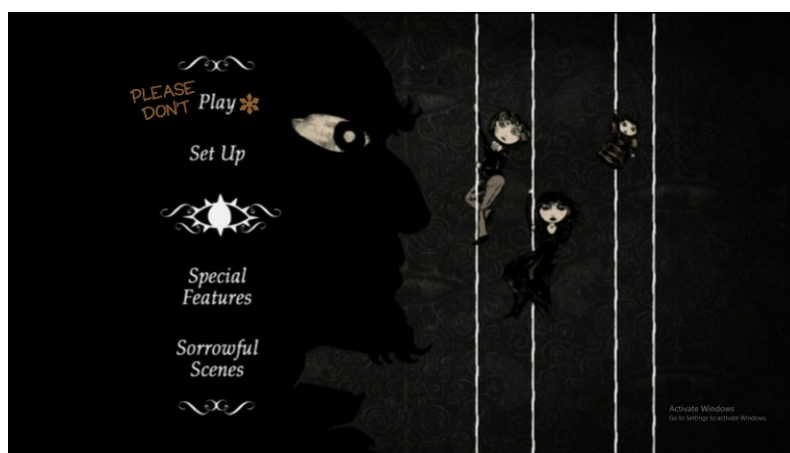 PLEASE
DON'T Play
Set Up
Special
Features
Sorrowful
Scenes
Activate Windows
Go to Settings to activate Windows.